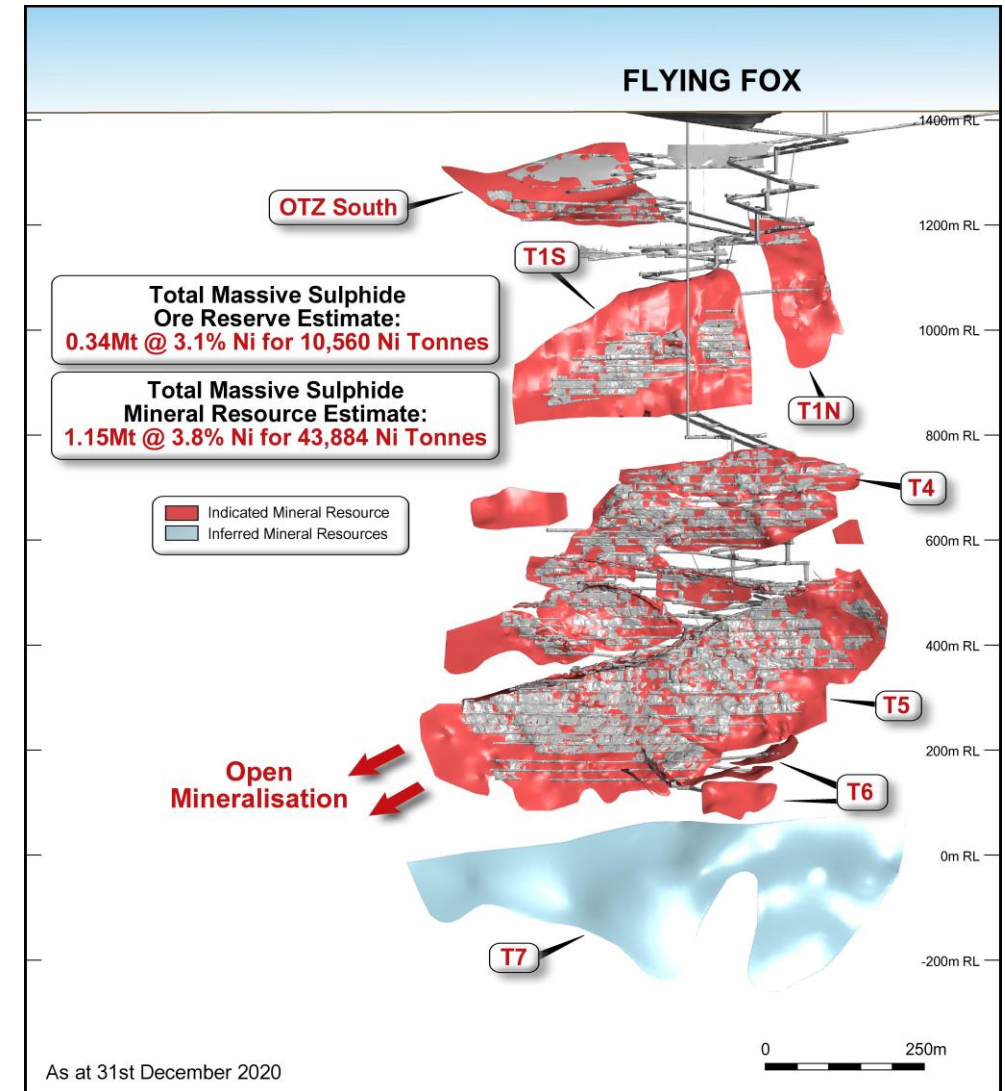 FLYING FOX
1400m RL
OTZ South
1200m RL
T1S
Total Massive Sulphide
Ore Reserve Estimate:
0.34Mt @ 3.1% Ni for 10,560 Ni Tonnes
1000m RL
Total Massive Sulphide
Mineral Resource Estimate:
1.15Mt @ 3.8% Ni for 43,884 Ni Tonnes
T1N
800m RL
T4
Indicated Mineral Resource
Inferred Mineral Resources
600m RL
400m RL
T5
200m RL
Open
Mineralisation
T6
0m RL
T7
-200m RL
0 250m
As at 31st December 2020